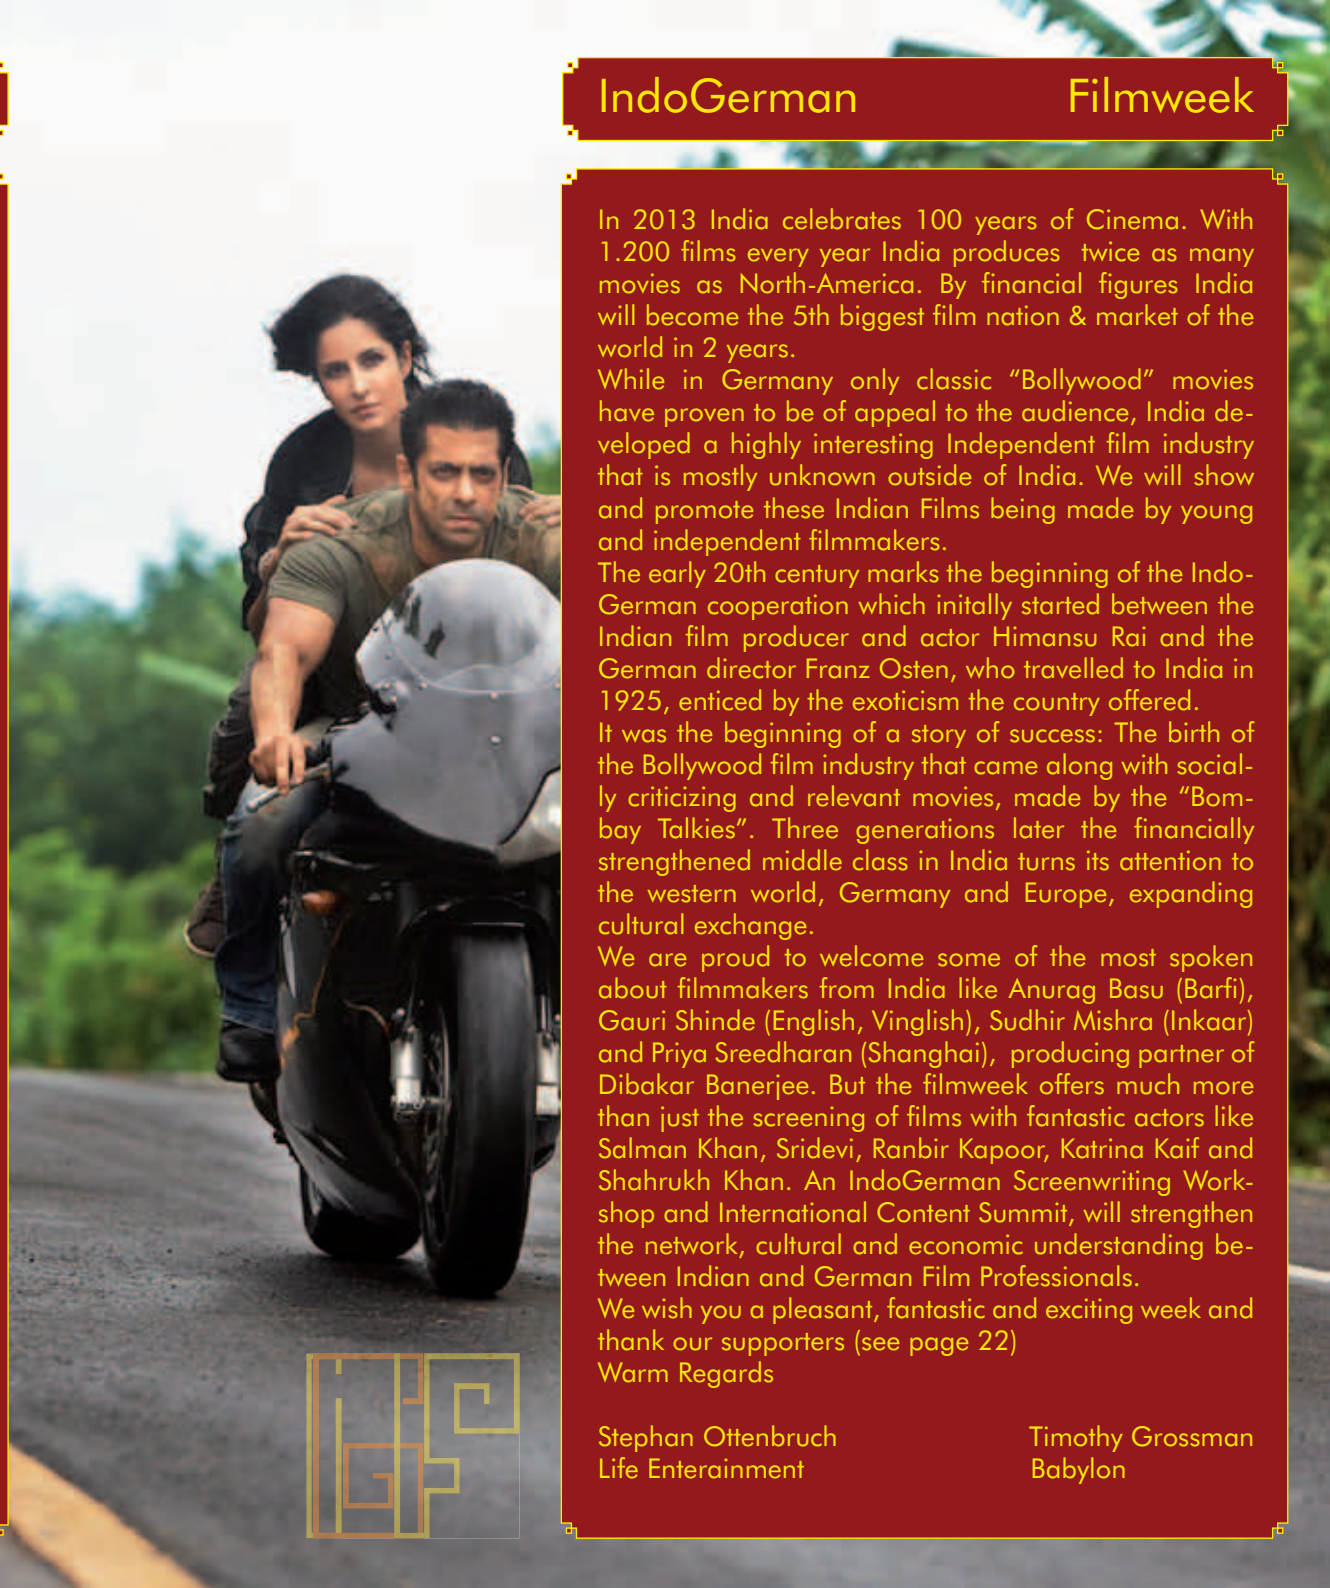 IndoGerman Filmweek
In 2013 India celebrates 100 years of Cinema. With
1.200 films every year India produces twice as many
movies as North-America. By financial figures India
will become the 5th biggest film nation & market of the
world in 2 years.
While in Germany only classic “Bollywood” movies
have proven to be of appeal to the audience, India de-
veloped a highly interesting Independent film industry
that is mostly unknown outside of India. We will show
and promote these Indian Films being made by young
and independent filmmakers.
The early 20th century marks the beginning of the Indo-
German cooperation which initally started between the
Indian film producer and actor Himansu Rai and the
German director Franz Osten, who travelled to India in
1925, enticed by the exoticism the country offered.
It was the beginning of a story of success: The birth of
the Bollywood film industry that came along with social-
ly criticizing and relevant movies, made by the “Bom-
bay Talkies”. Three generations later the financially
strengthened middle class in India turns its attention to
the western world, Germany and Europe, expanding
cultural exchange.
We are proud to welcome some of the most spoken
about filmmakers from India like Anurag Basu (Barfi),
Gauri Shinde (English, Vinglish), Sudhir Mishra (Inkaar)
and Priya Sreedharan (Shanghai), producing partner of
Dibakar Banerjee. But the filmweek offers much more
than just the screening of films with fantastic actors like
Salman Khan, Sridevi, Ranbir Kapoor, Katrina Kaif and
Shahrukh Khan. An IndoGerman Screenwriting Work-
shop and International Content Summit, will strengthen
the network, cultural and economic understanding be-
tween Indian and German Film Professionals.
We wish you a pleasant, fantastic and exciting week and
thank our supporters (see page 22)
Warm Regards
Stephan Ottenbruch Timothy Grossman
Life Enterainment Babylon